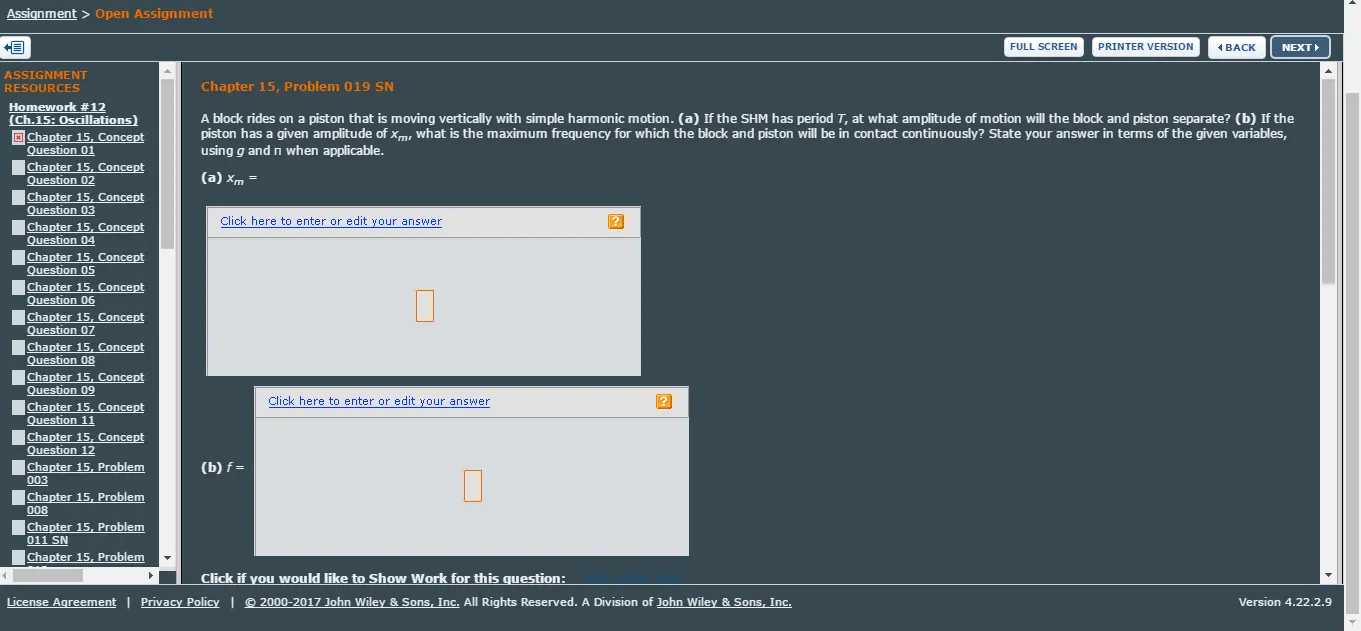 Assignment > Open Assignment
FULL SCREEN
PRINTER VERSION
BACK
NEXT
ASSIGNMENT
RESOURCES
Homework #12
(Ch.15: Oscillations)
Chapter 15, Concept
Question 01
Chapter 15, Concept
Question 02
Chapter 15, Concept
Question 03
Chapter 15, Concept
Question 04
Chapter 15, Concept
Question 05
Chapter 15, Concept
Question 06
Chapter 15, Concept
Question 07
Chapter 15, Concept
Question 08
Chapter 15, Concept
Question 09
Chapter 15, Concept
Question 11
Chapter 15, Concept
Question 12
Chapter 15, Problem
003
Chapter 15, Problem
008
Chapter 15, Problem
011 SN
Chapter 15, Problem
Chapter 15, Problem 019 SN
A block rides on a piston that is moving vertically with simple harmonic motion. (a) If the SHM has period T, at what amplitude of motion will the block and piston separate? (b) If the
piston has a given amplitude of xm, what is the maximum frequency for which the block and piston will be in contact continuously? State your answer in terms of the given variables,
using g and π when applicable.
(a) xm =
Click here to enter or edit your answer
?
Click here to enter or edit your answer
?
(b) f =
Click if you would like to Show Work for this question:
License Agreement | Privacy Policy | © 2000-2017 John Wiley & Sons, Inc. All Rights Reserved. A Division of John Wiley & Sons, Inc.
Version 4.22.2.9